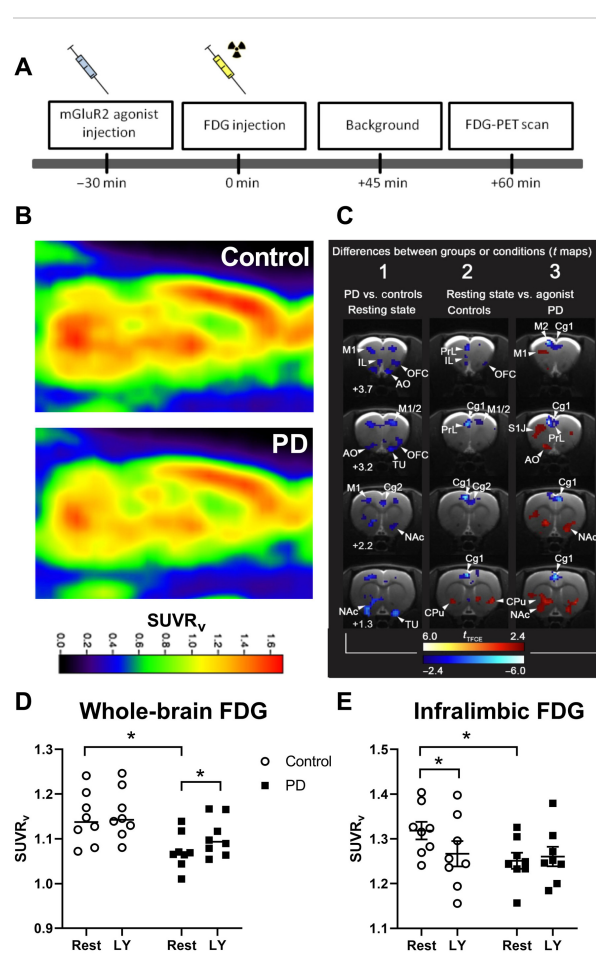 A
mGluR2 agonist
injection
FDG injection
Background
FDG-PET scan
−30 min
0 min
+45 min
+60 min
B
Control
PD
SUVRV
0.0
0.2
0.4
0.6
0.8
1.0
1.2
1.4
1.6
C
Differences between groups or conditions (t maps)
1
2
3
PD vs. controls
Resting state vs. agonist
Resting state
Controls
PD
M1
IL
OFC
AO
+3.7
PrL
IL
OFC
M2
Cg1
M1
M1/2
AO
OFC
TU
+3.2
Cg1
M1/2
PrL
Cg1
S1J
PrL
AO
M1
Cg2
NAc
+2.2
Cg1
Cg2
Cg1
NAc
NAc
TU
+1.3
Cg1
CPu
Cg1
CPu
NAc
6.0
tTFCE
2.4
−2.4
−6.0
D
Whole-brain FDG
1.3
1.2
1.1
1.0
0.9
SUVRV
*
*
Control
PD
Rest
LY
Rest
LY
E
Infralimbic FDG
1.5
1.4
1.3
1.2
1.1
SUVRV
*
*
Rest
LY
Rest
LY